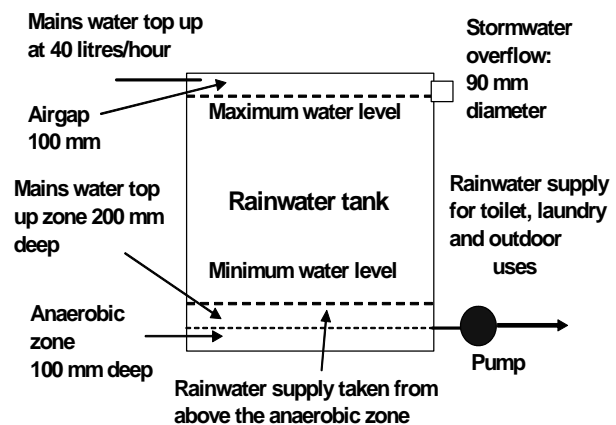 Mains water top up
at 40 litres/hour
Stormwater
overflow:
90 mm
diameter
Airgap
100 mm
Maximum water level
Mains water top
up zone 200 mm
deep
Rainwater tank
Rainwater supply
for toilet, laundry
and outdoor
uses
Minimum water level
Anaerobic
zone
100 mm deep
Pump
Rainwater supply taken from
above the anaerobic zone